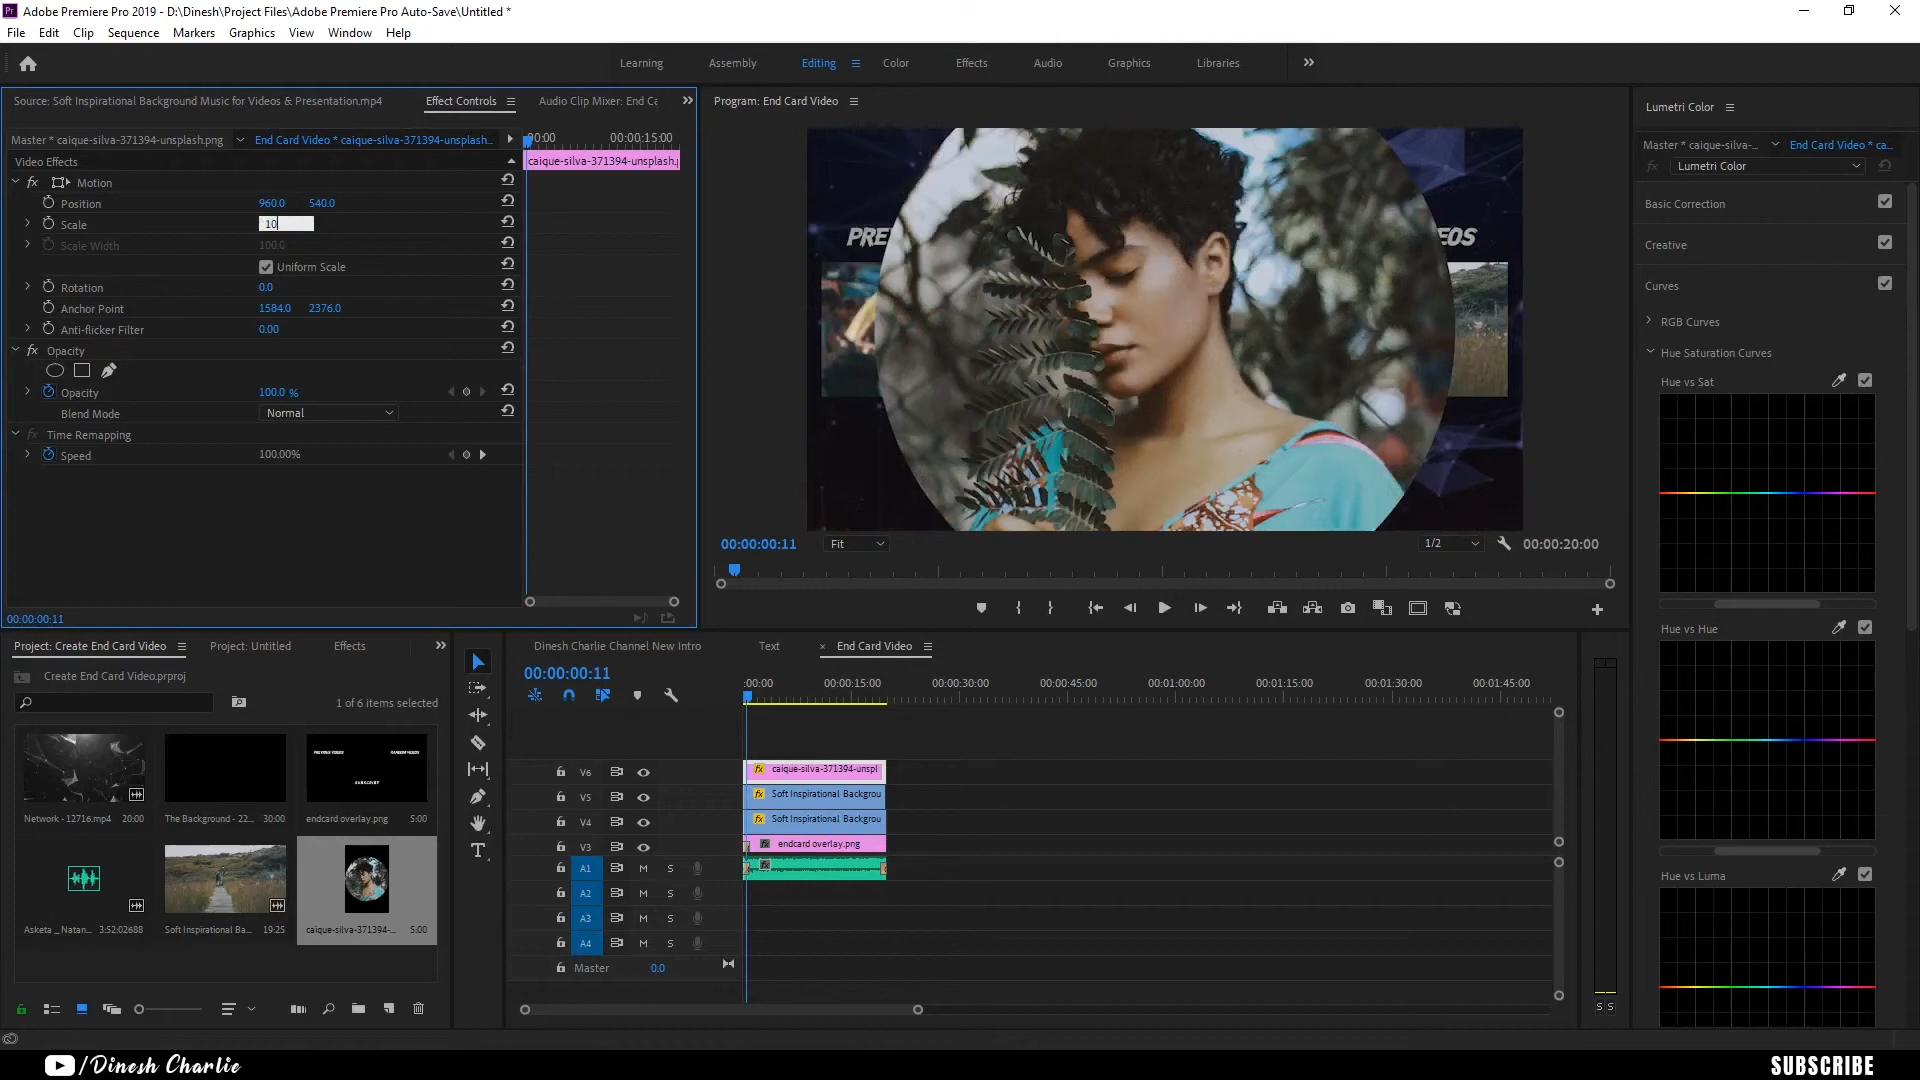 Pr Adobe Premiere Pro 2019 - D:\Dinesh\Project Files\Adobe Premiere Pro Auto-Save\Untitled *
File Edit Clip Sequence Markers Graphics View Window Help
Learning Assembly Editing Color Effects Audio Graphics Libraries
Source: Soft Inspirational Background Music for Videos & Presentation.mp4 Effect Controls Audio Clip Mixer: End Ca
Master * caique-silva-371394-unsplash.png End Card Video * caique-silva-371394-unsplash...
:00:00 00:00:15:00
Video Effects
caique-silva-371394-unsplash.p
Motion
Position 960.0 540.0
Scale 10
Scale Width 100.0
Uniform Scale
Rotation 0.0
Anchor Point 1584.0 2376.0
Anti-flicker Filter 0.00
Opacity
Opacity 100.0 %
Blend Mode Normal
Time Remapping
Speed 100.00%
00:00:00:11
Program: End Card Video
PRE
EOS
00:00:00:11 Fit 1/2 00:00:20:00
Lumetri Color
Master * caique-silva-... End Card Video * ca...
fx Lumetri Color
Basic Correction
Creative
Curves
RGB Curves
Hue Saturation Curves
Hue vs Sat
Hue vs Hue
Hue vs Luma
Project: Create End Card Video Project: Untitled Effects
Create End Card Video.prproj
1 of 6 items selected
PREVIOUS VIDEOS RANDOM VIDEOS
SUBSCRIBE
Network - 12716.mp4 20:00
The Background - 22... 30:00
endcard overlay.png 5:00
Asketa _ Natan... 3:52:02688
Soft Inspirational Ba... 19:25
caique-silva-371394-... 5:00
Dinesh Charlie Channel New Intro Text × End Card Video
00:00:00:11
:00:00 00:00:15:00 00:00:30:00 00:00:45:00 00:01:00:00 00:01:15:00 00:01:30:00 00:01:45:00
V6 fx caique-silva-371394-unspl
V5 fx Soft Inspirational Backgrou
V4 fx Soft Inspirational Backgrou
V3 fx endcard overlay.png
A1 M S fx
A2 M S
A3 M S
A4 M S
Master 0.0
S S
/Dinesh Charlie
SUBSCRIBE